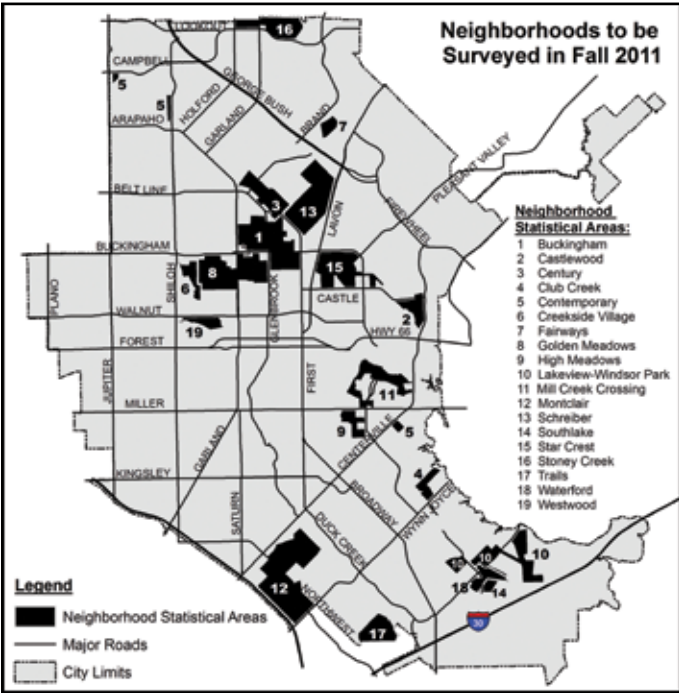 Neighborhoods to be
Surveyed in Fall 2011
LOOKOUT
16
CAMPBELL
5
GEORGE BUSH
5
HOLFORD
GARLAND
BRAND
7
ARAPAHO
PLEASANT VALLEY
BELT LINE
3
13
LAVON
FIREWHEEL
1
BUCKINGHAM
15
PLANO
SHILOH
6
8
GLENBROOK
CASTLE
2
WALNUT
19
HWY 66
FOREST
JUPITER
FIRST
11
MILLER
9
5
CENTERVILLE
GARLAND
KINGSLEY
4
SATURN
BROADWAY
WYNN JOYCE
DUCK CREEK
10
10
10
18
14
12
NORTHWEST
17
30
Neighborhood
Statistical Areas:
1 Buckingham
2 Castlewood
3 Century
4 Club Creek
5 Contemporary
6 Creekside Village
7 Fairways
8 Golden Meadows
9 High Meadows
10 Lakeview-Windsor Park
11 Mill Creek Crossing
12 Montclair
13 Schreiber
14 Southlake
15 Star Crest
16 Stoney Creek
17 Trails
18 Waterford
19 Westwood
Legend
Neighborhood Statistical Areas
Major Roads
City Limits